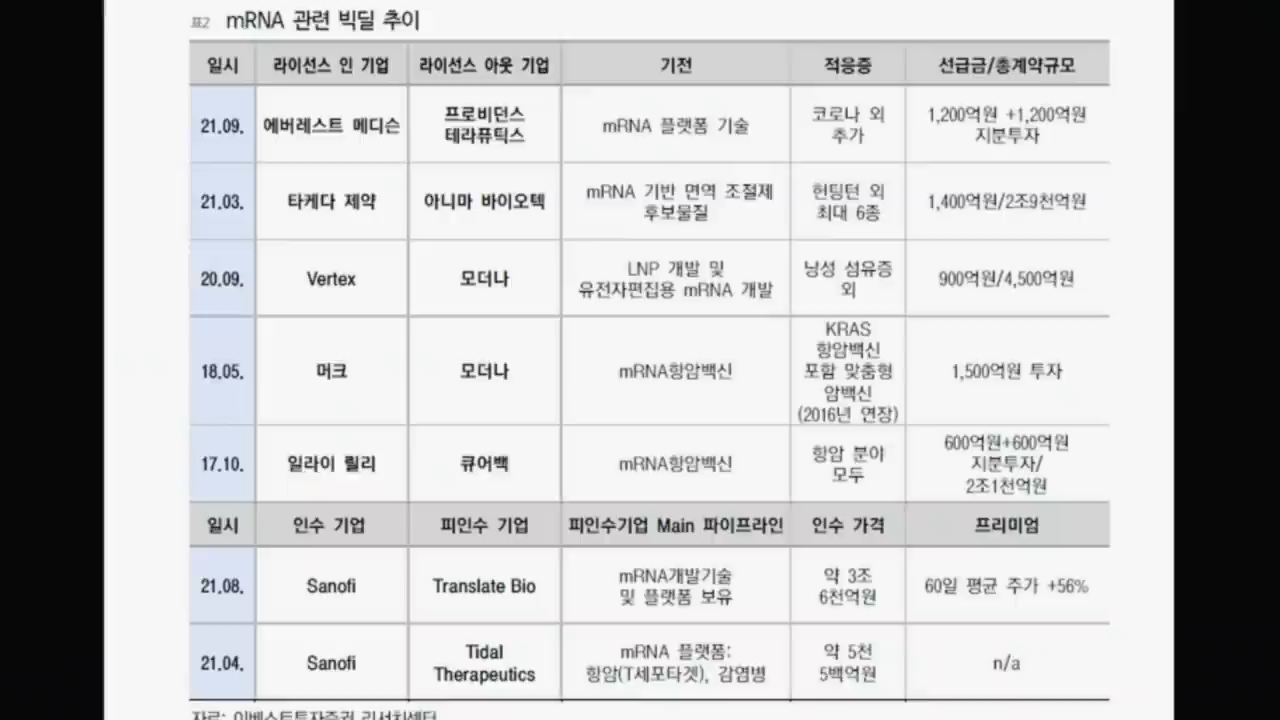 표2 mRNA 관련 빅딜 추이
일시 라이선스 인 기업 라이선스 아웃 기업 기전 적응증 선급금/총계약규모
21.09. 에버레스트 메디슨 프로비던스 테라퓨틱스 mRNA 플랫폼 기술 코로나 외 추가 1,200억원 +1,200억원 지분투자
21.03. 타케다 제약 아니마 바이오텍 mRNA 기반 면역 조절제 후보물질 헌팅턴 외 최대 6종 1,400억원/2조9천억원
20.09. Vertex 모더나 LNP 개발 및 유전자편집용 mRNA 개발 낭성 섬유증 외 900억원/4,500억원
18.05. 머크 모더나 mRNA항암백신 KRAS 항암백신 포함 맞춤형 암백신 (2016년 연장) 1,500억원 투자
17.10. 일라이 릴리 큐어백 mRNA항암백신 항암 분야 모두 600억원+600억원 지분투자/ 2조1천억원
일시 인수 기업 피인수 기업 피인수기업 Main 파이프라인 인수 가격 프리미엄
21.08. Sanofi Translate Bio mRNA개발기술 및 플랫폼 보유 약 3조 6천억원 60일 평균 주가 +56%
21.04. Sanofi Tidal Therapeutics mRNA 플랫폼: 항암(T세포타겟), 감염병 약 5천 5백억원 n/a
자료: 이베스트투자증권 리서치센터